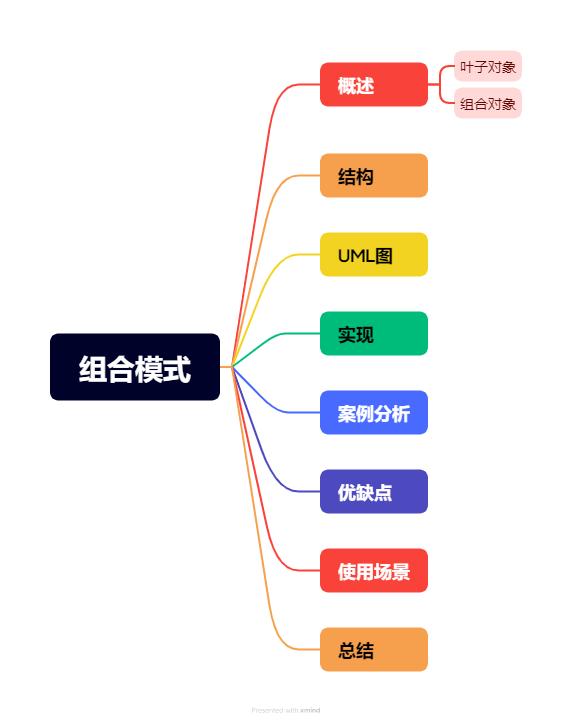 叶子对象
概述
组合对象
结构
UML图
实现
组合模式
案例分析
优缺点
使用场景
总结
Presented with xmind